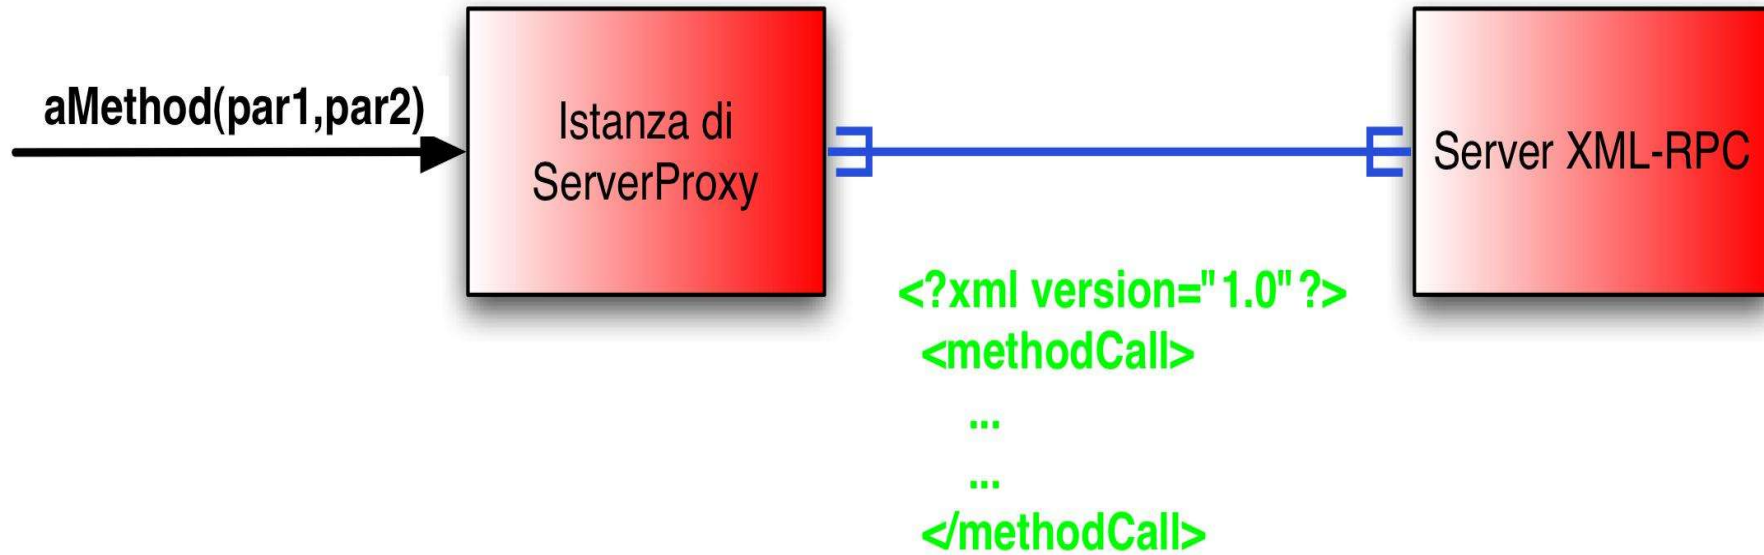 aMethod(par1,par2)
Istanza di
ServerProxy
Server XML-RPC
<?xml version="1.0"?>
<methodCall>
...
...
</methodCall>